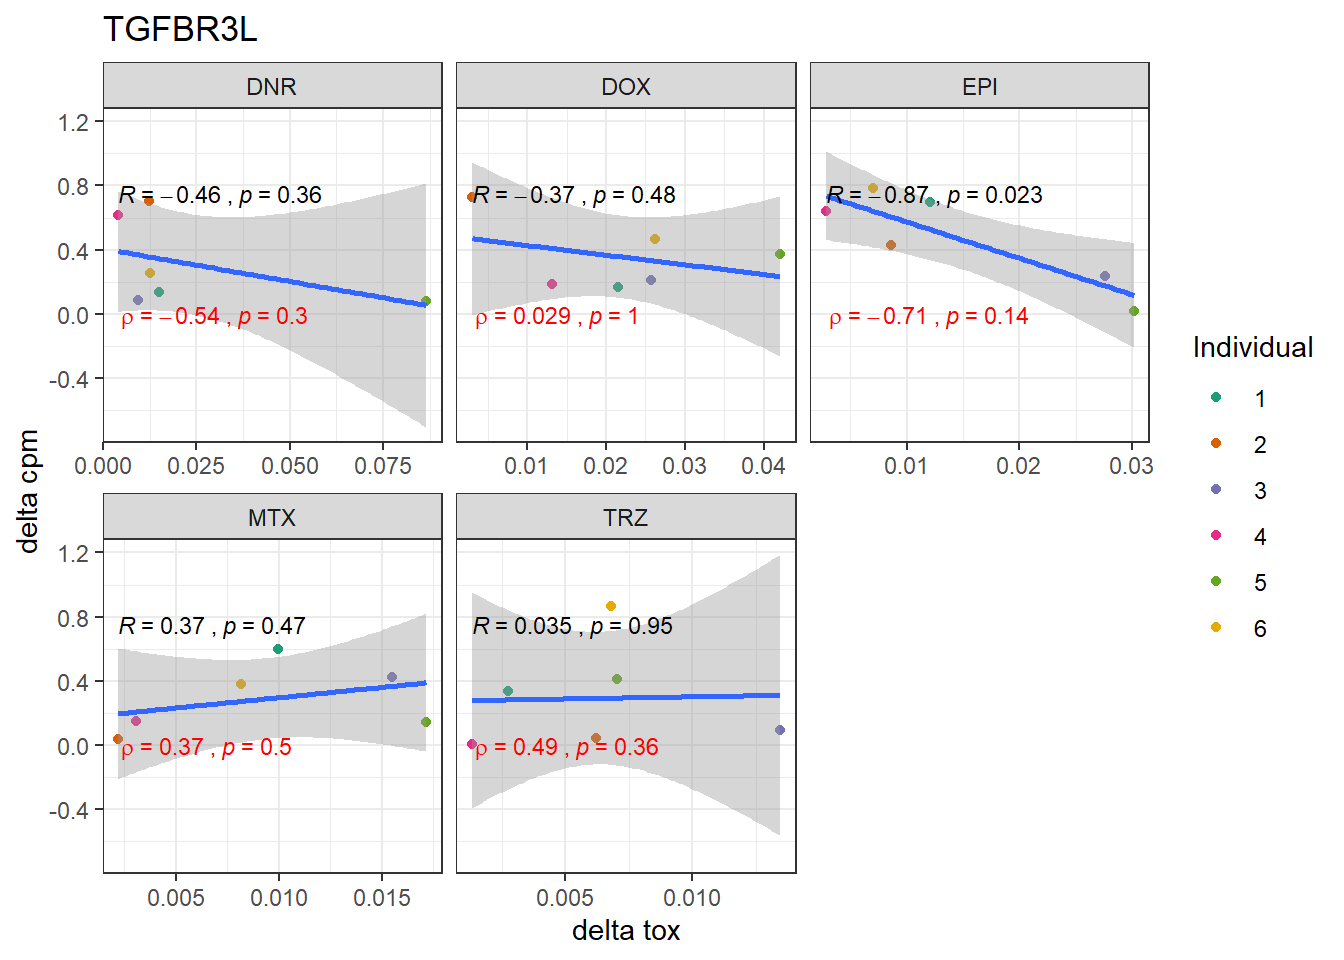 TGFBR3L
DNR
DOX
EPI
1.2
0.8
0.4
0.0
-0.4
R = −0.46 , p = 0.36
ρ = −0.54 , p = 0.3
R = −0.37 , p = 0.48
ρ = 0.029 , p = 1
R = −0.87 , p = 0.023
ρ = −0.71 , p = 0.14
0.000 0.025 0.050 0.075
0.01 0.02 0.03 0.04
0.01 0.02 0.03
MTX
TRZ
1.2
0.8
0.4
0.0
-0.4
R = 0.37 , p = 0.47
ρ = 0.37 , p = 0.5
R = 0.035 , p = 0.95
ρ = 0.49 , p = 0.36
0.005 0.010 0.015
0.005 0.010
delta cpm
delta tox
Individual
1
2
3
4
5
6